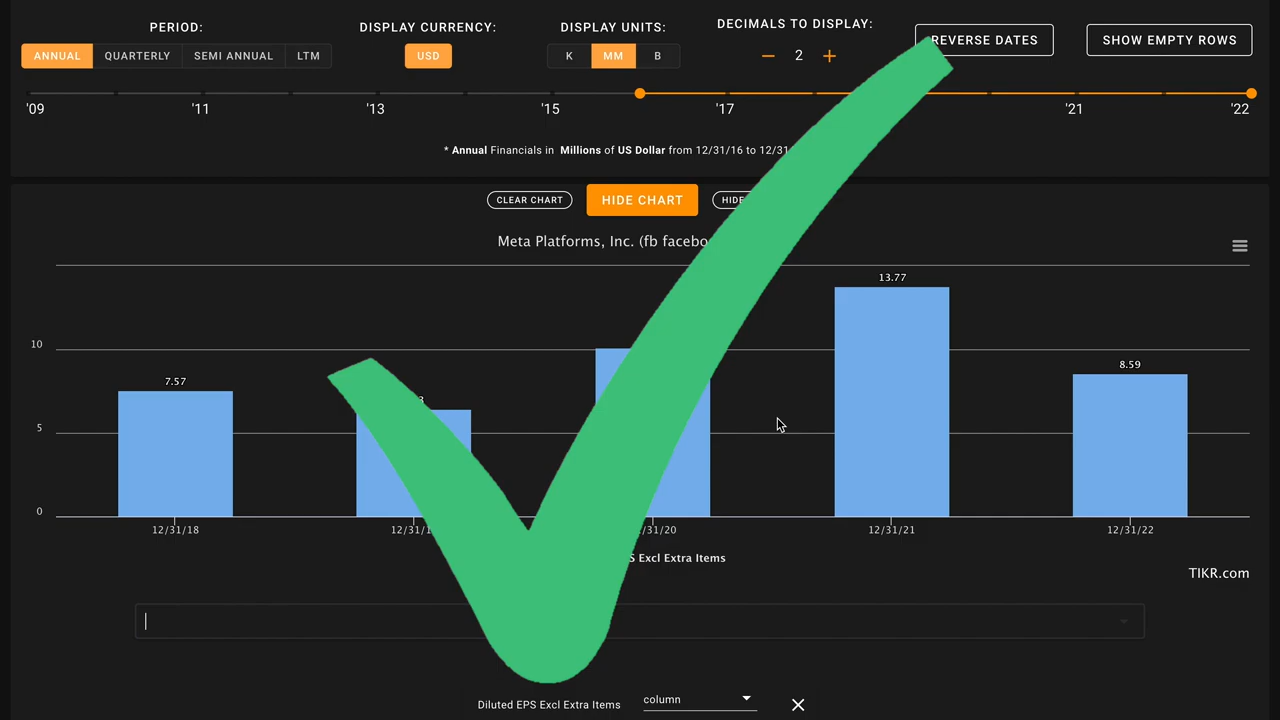 PERIOD:
DISPLAY CURRENCY:
DISPLAY UNITS:
DECIMALS TO DISPLAY:
ANNUAL QUARTERLY SEMI ANNUAL LTM
USD
K MM B
2
REVERSE DATES
SHOW EMPTY ROWS
'09 '11 '13 '15 '17 '21 '22
* Annual Financials in Millions of US Dollar from 12/31/16 to 12/31
CLEAR CHART
HIDE CHART
HIDE
Meta Platforms, Inc. (fb
13.77
10
8.59
7.57
5
0
12/31/18 12/31/21 12/31/22
Excl Extra Items
TIKR.com
Diluted EPS Excl Extra Items
column